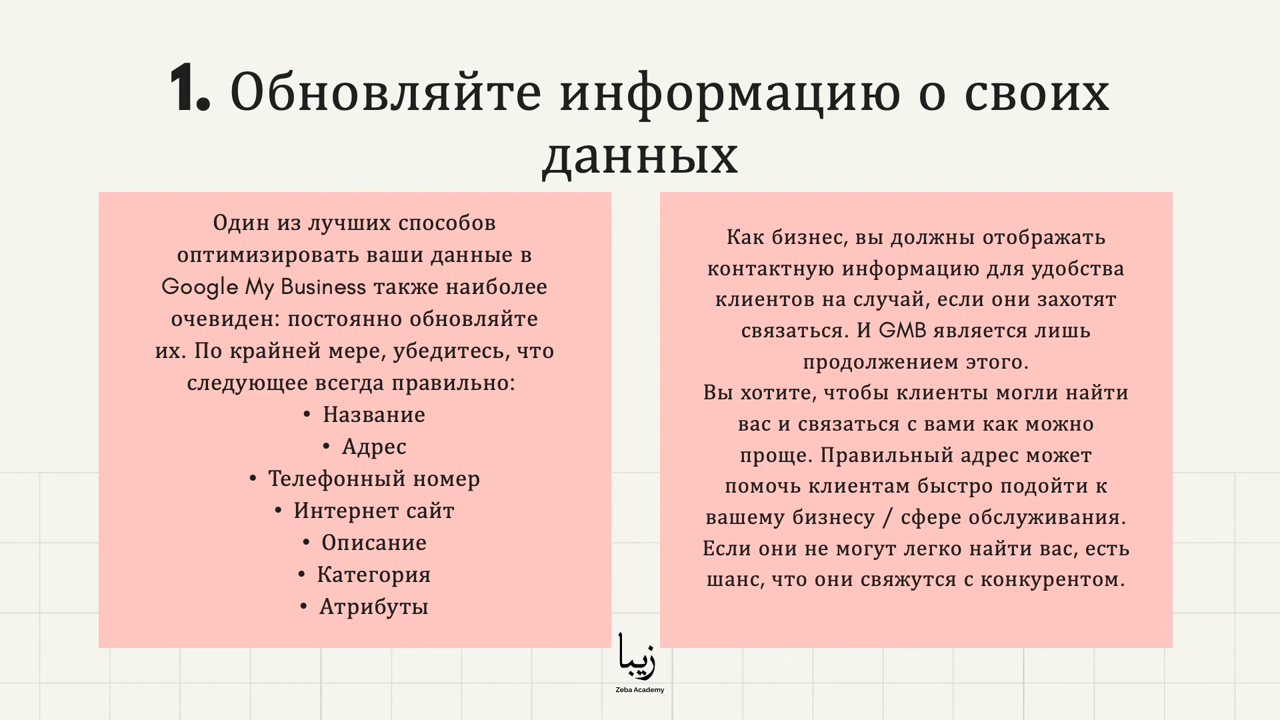 1. Обновляйте информацию о своих
данных
Один из лучших способов
оптимизировать ваши данные в
Google My Business также наиболее
очевиден: постоянно обновляйте
их. По крайней мере, убедитесь, что
следующее всегда правильно:
• Название
• Адрес
• Телефонный номер
• Интернет сайт
• Описание
• Категория
• Атрибуты
Как бизнес, вы должны отображать
контактную информацию для удобства
клиентов на случай, если они захотят
связаться. И GMB является лишь
продолжением этого.
Вы хотите, чтобы клиенты могли найти
вас и связаться с вами как можно
проще. Правильный адрес может
помочь клиентам быстро подойти к
вашему бизнесу / сфере обслуживания.
Если они не могут легко найти вас, есть
шанс, что они свяжутся с конкурентом.
زيبا
Zeba Academy